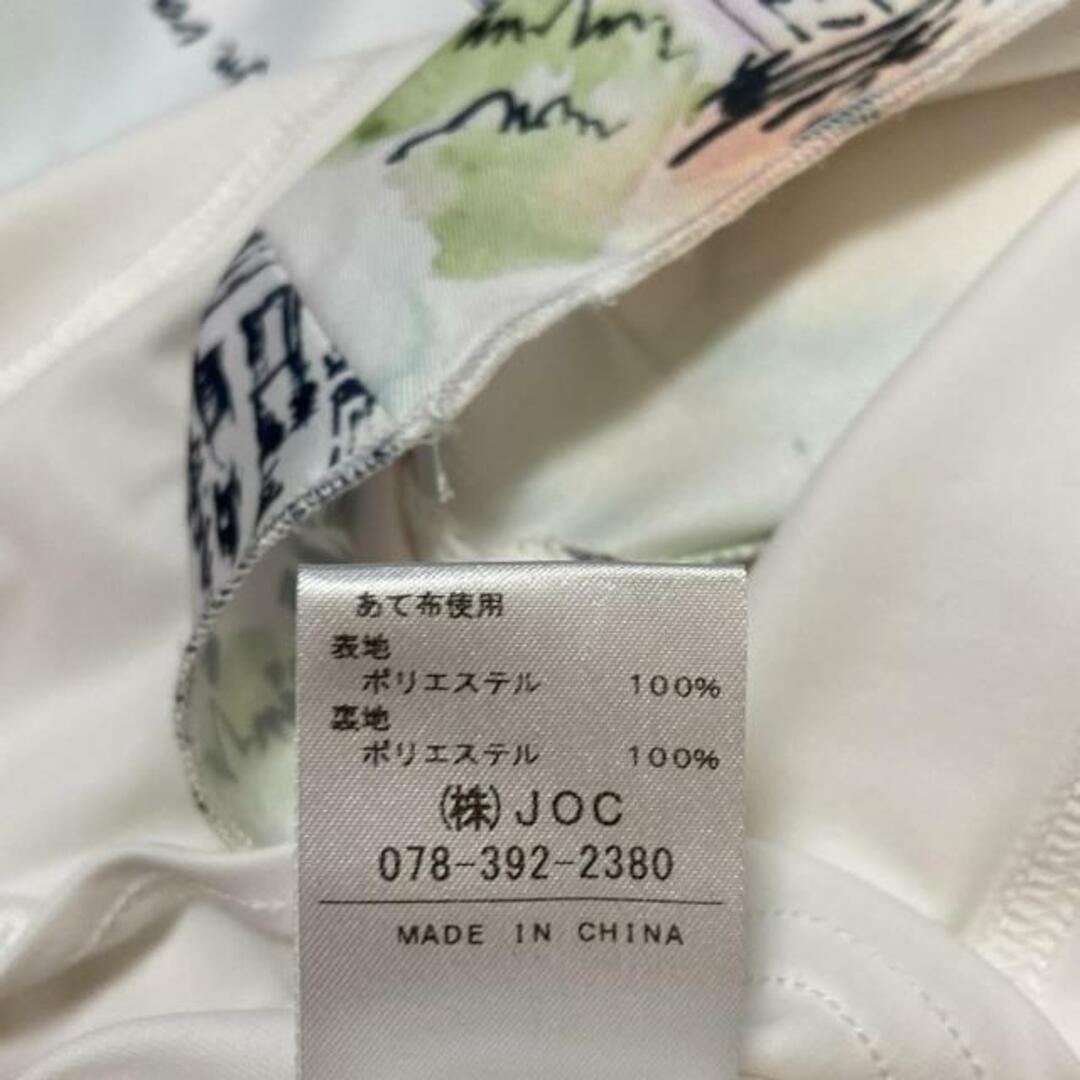 あて布使用
表地
ポリエステル 100%
裏地
ポリエステル 100%
(株)JOC
078-392-2380
MADE IN CHINA